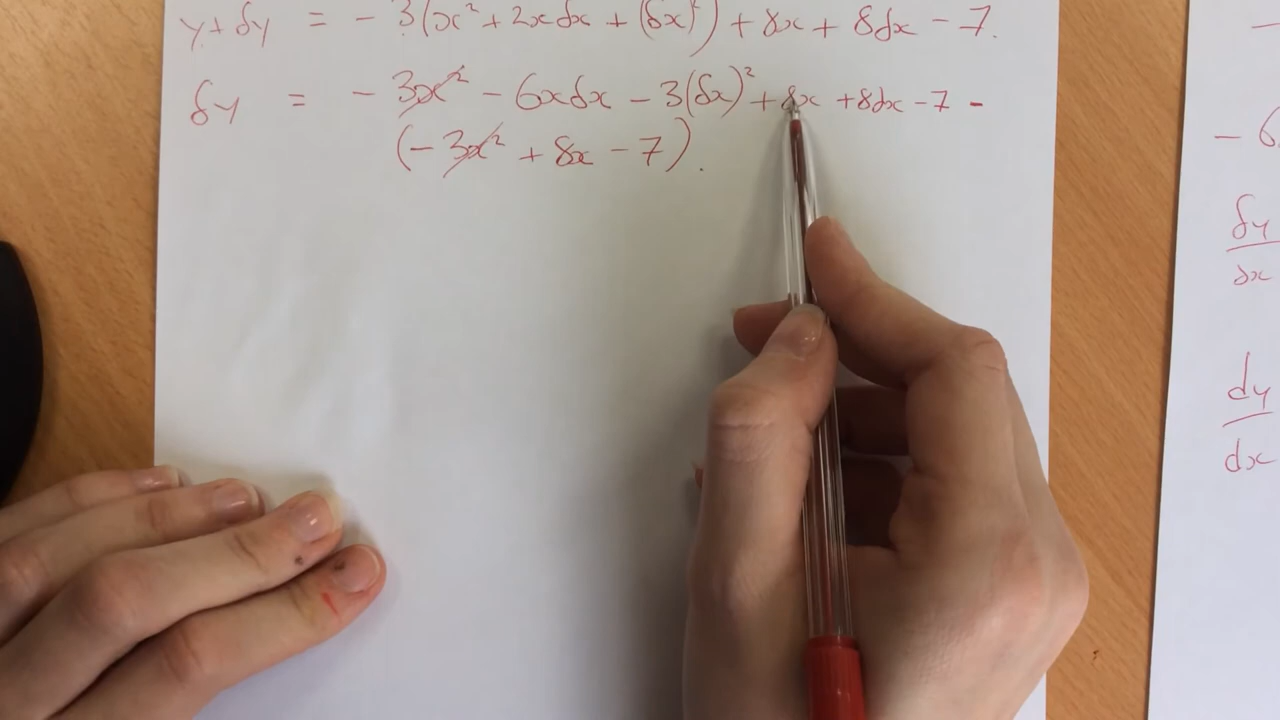 y + δy = - 3(x² + 2xδx + (δx)²) + 8x + 8δx - 7.
δy = - 3x² - 6xδx - 3(δx)² + 8x + 8δx - 7 -
(- 3x² + 8x - 7).
- 6
δy
δx
dy
dx